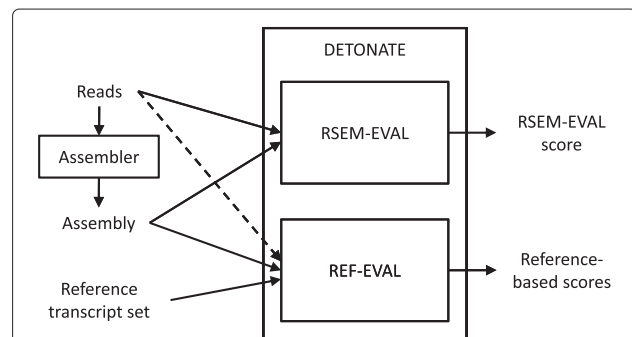 DETONATE
Reads
RSEM-EVAL
RSEM-EVAL
score
Assembler
Assembly
REF-EVAL
Reference-
based scores
Reference
transcript set